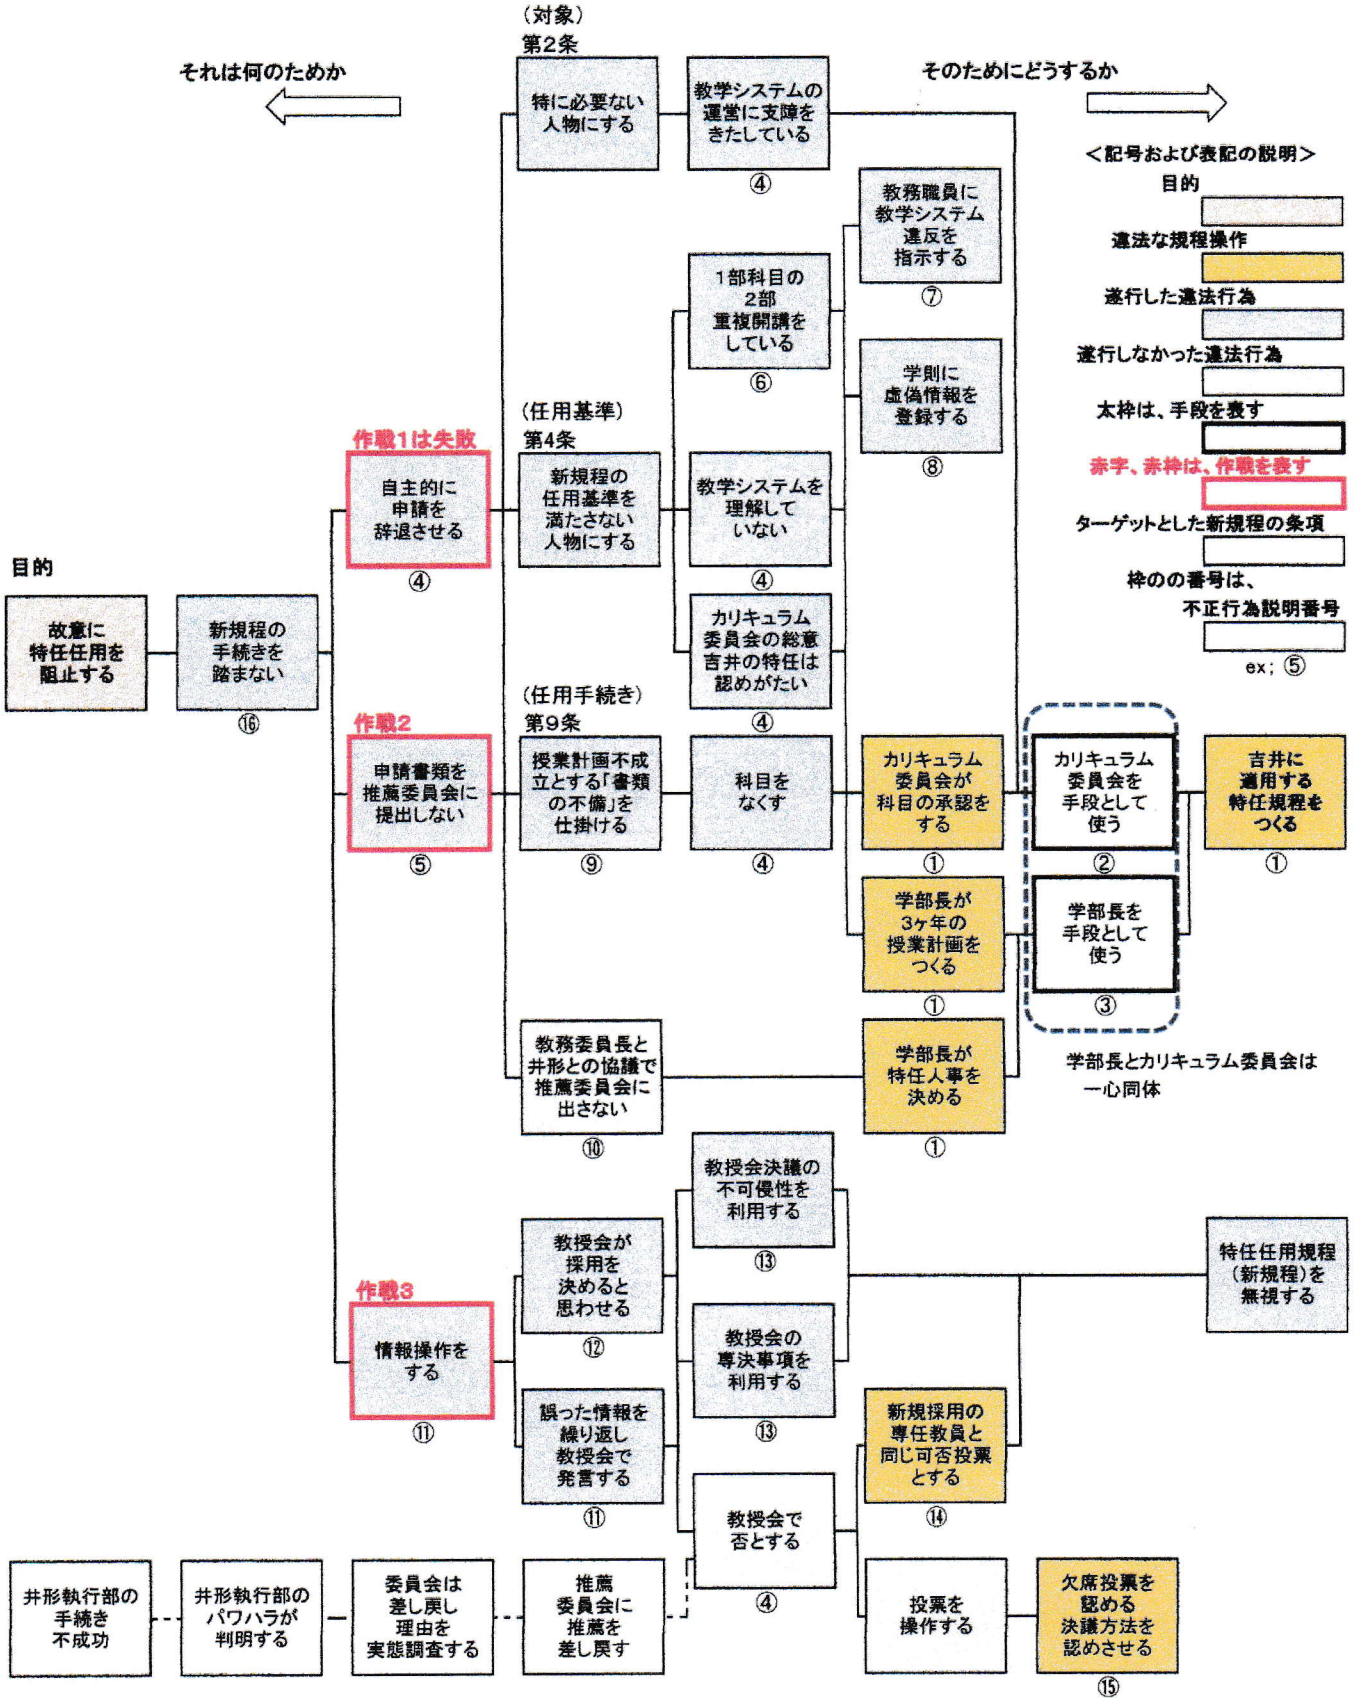 (対象)
第2条
それは何のためか
そのためにどうするか
特に必要ない
人物にする
教学システムの
運営に支障を
きたしている
④
<記号および表記の説明>
目的
違法な規程操作
遂行した違法行為
遂行しなかった違法行為
太枠は、手段を表す
赤字、赤枠は、作戦を表す
ターゲットとした新規程の条項
枠のの番号は、
不正行為説明番号
ex; ⑤
教務職員に
教学システム
違反を
指示する
⑦
1部科目の
2部
重複開講を
している
⑥
学則に
虚偽情報を
登録する
⑧
(任用基準)
第4条
作戦1は失敗
自主的に
申請を
辞退させる
④
新規程の
任用基準を
満たさない
人物にする
教学システムを
理解して
いない
④
目的
故意に
特任任用を
阻止する
新規程の
手続きを
踏まない
⑯
カリキュラム
委員会の総意
吉井の特任は
認めがたい
④
(任用手続き)
第9条
作戦2
申請書類を
推薦委員会に
提出しない
⑤
授業計画不成
立とする「書類
の不備」を
仕掛ける
⑨
科目を
なくす
④
カリキュラム
委員会が
科目の承認を
する
①
カリキュラム
委員会を
手段として
使う
②
吉井に
適用する
特任規程を
つくる
①
学部長が
3ヶ年の
授業計画を
つくる
①
学部長を
手段として
使う
③
教務委員長と
井形との協議で
推薦委員会に
出さない
⑩
学部長が
特任人事を
決める
①
学部長とカリキュラム委員会は
一心同体
教授会決議の
不可侵性を
利用する
⑬
教授会が
採用を
決めると
思わせる
⑫
特任任用規程
(新規程)を
無視する
作戦3
情報操作を
する
⑪
教授会の
専決事項を
利用する
⑬
誤った情報を
繰り返し
教授会で
発言する
⑪
新規採用の
専任教員と
同じ可否投票
とする
⑭
教授会で
否とする
④
井形執行部の
手続き
不成功
井形執行部の
パワハラが
判明する
委員会は
差し戻し
理由を
実態調査する
推薦
委員会に
推薦を
差し戻す
投票を
操作する
欠席投票を
認める
決議方法を
認めさせる
⑮